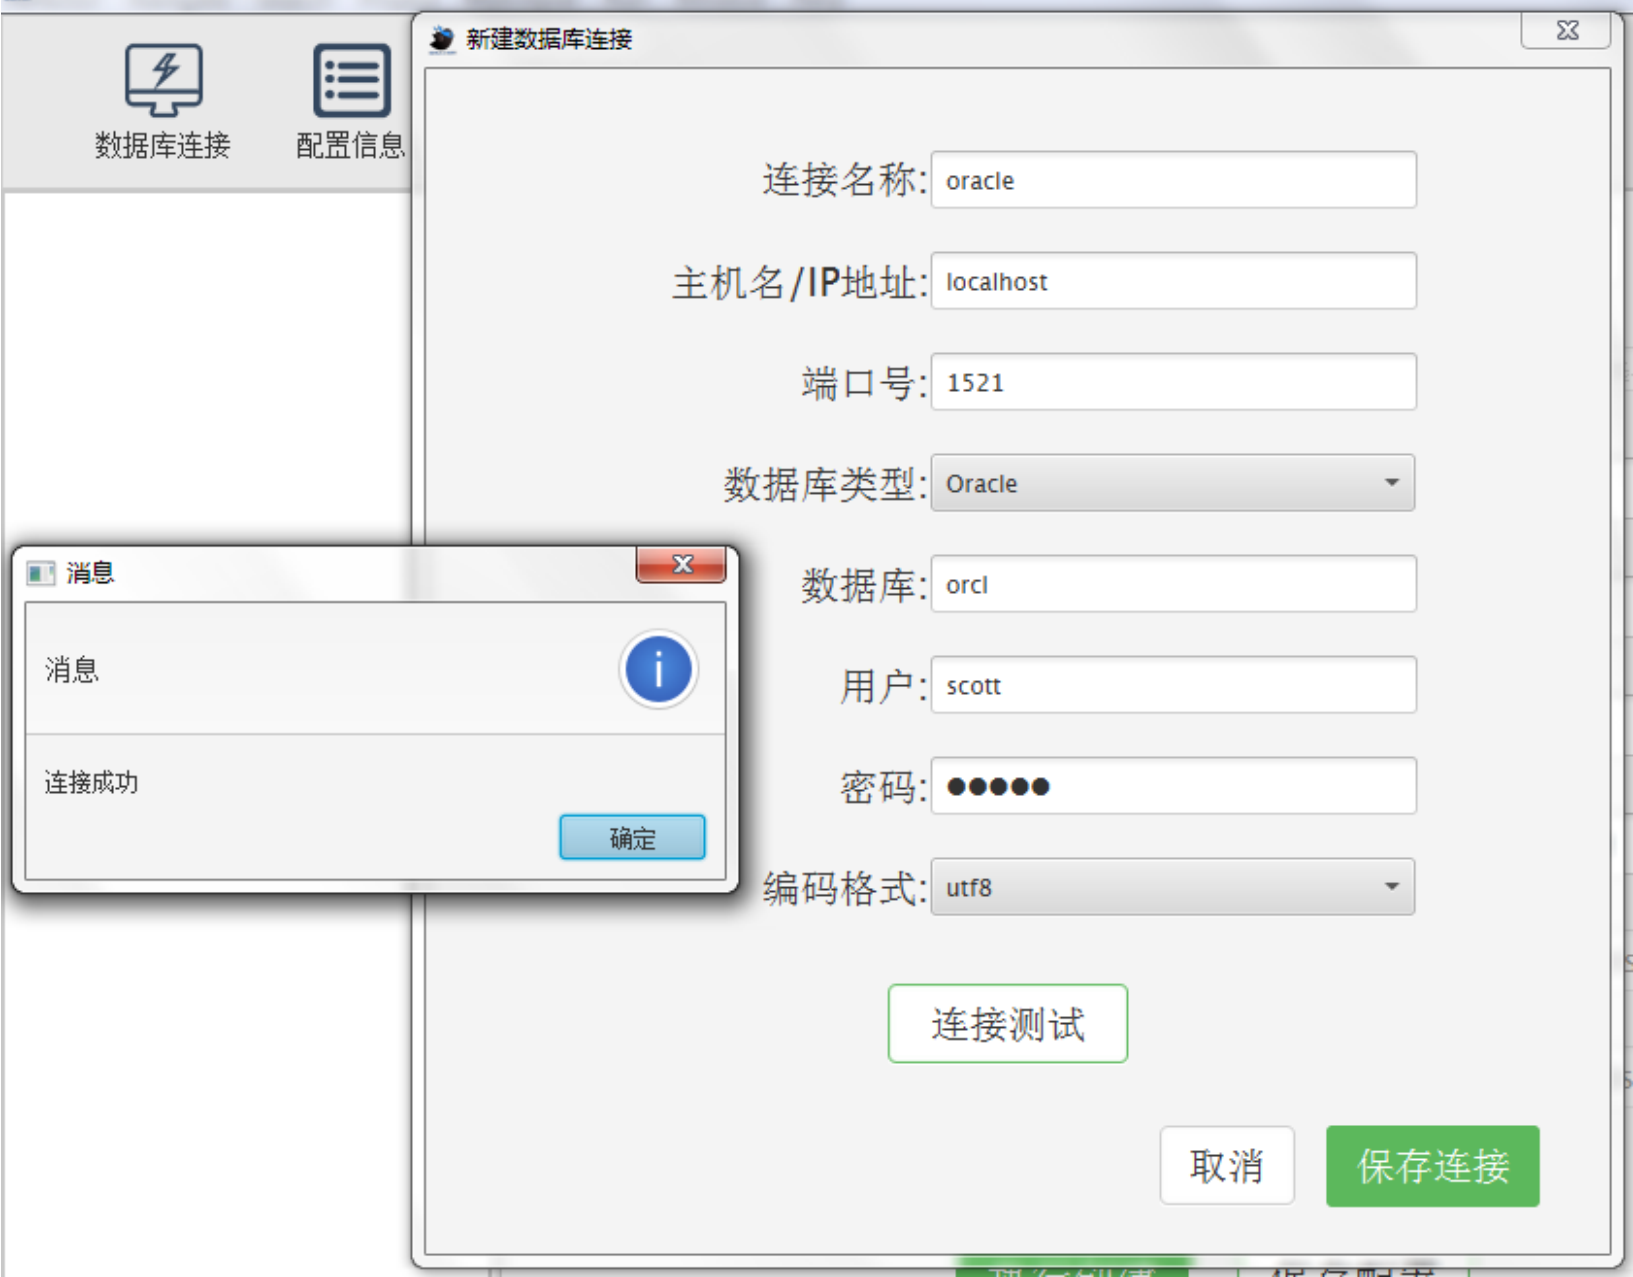 新建数据库连接
数据库连接
配置信息
连接名称: oracle
主机名/IP地址: localhost
端口号: 1521
数据库类型: Oracle
数据库: orcl
用户: scott
密码: ●●●●●
编码格式: utf8
连接测试
取消
保存连接
消息
消息
i
连接成功
确定